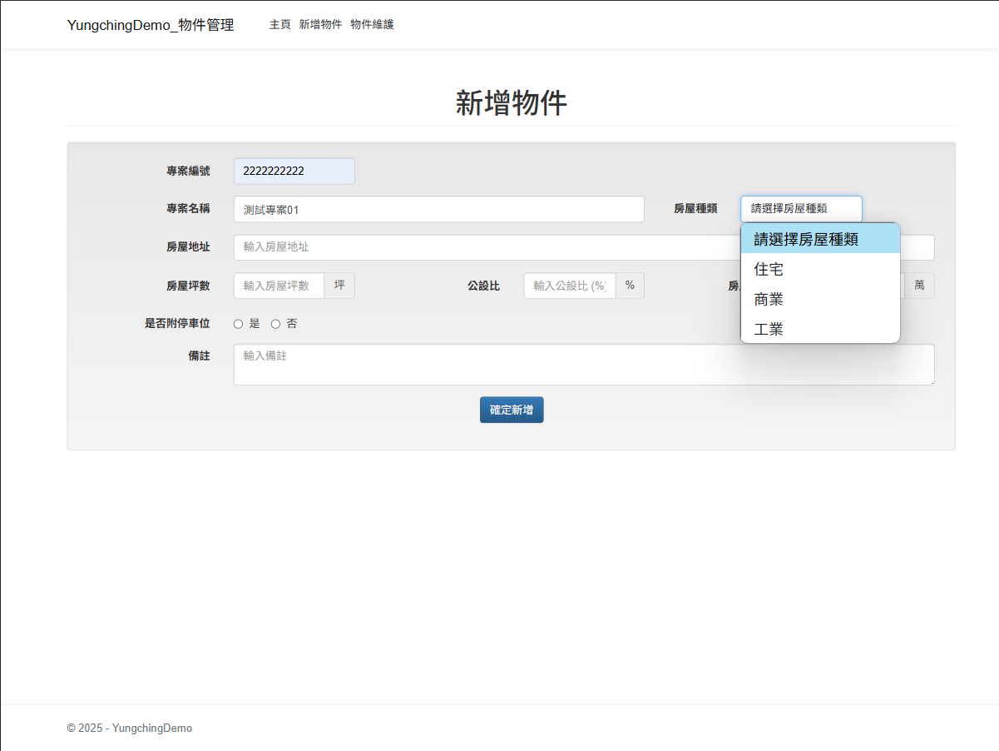 YungchingDemo_物件管理 主頁 新增物件 物件維護
新增物件
專案編號 2222222222
專案名稱 測試專案01 房屋種類 請選擇房屋種類
請選擇房屋種類
房屋地址 輸入房屋地址
住宅
房屋坪數 輸入房屋坪數 坪 公設比 輸入公設比 (%) % 房 萬
商業
是否附停車位 是 否
工業
備註 輸入備註
確定新增
© 2025 - YungchingDemo